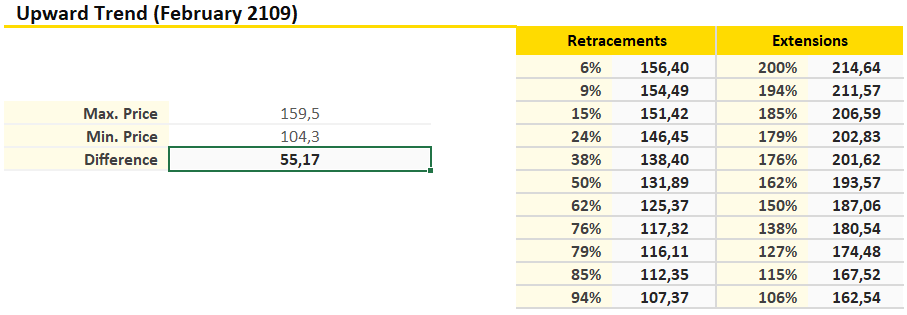 Upward Trend (February 2109)
Retracements Extensions
6% 156,40 200% 214,64
9% 154,49 194% 211,57
Max. Price 159,5 15% 151,42 185% 206,59
Min. Price 104,3 24% 146,45 179% 202,83
Difference 55,17 38% 138,40 176% 201,62
50% 131,89 162% 193,57
62% 125,37 150% 187,06
76% 117,32 138% 180,54
79% 116,11 127% 174,48
85% 112,35 115% 167,52
94% 107,37 106% 162,54